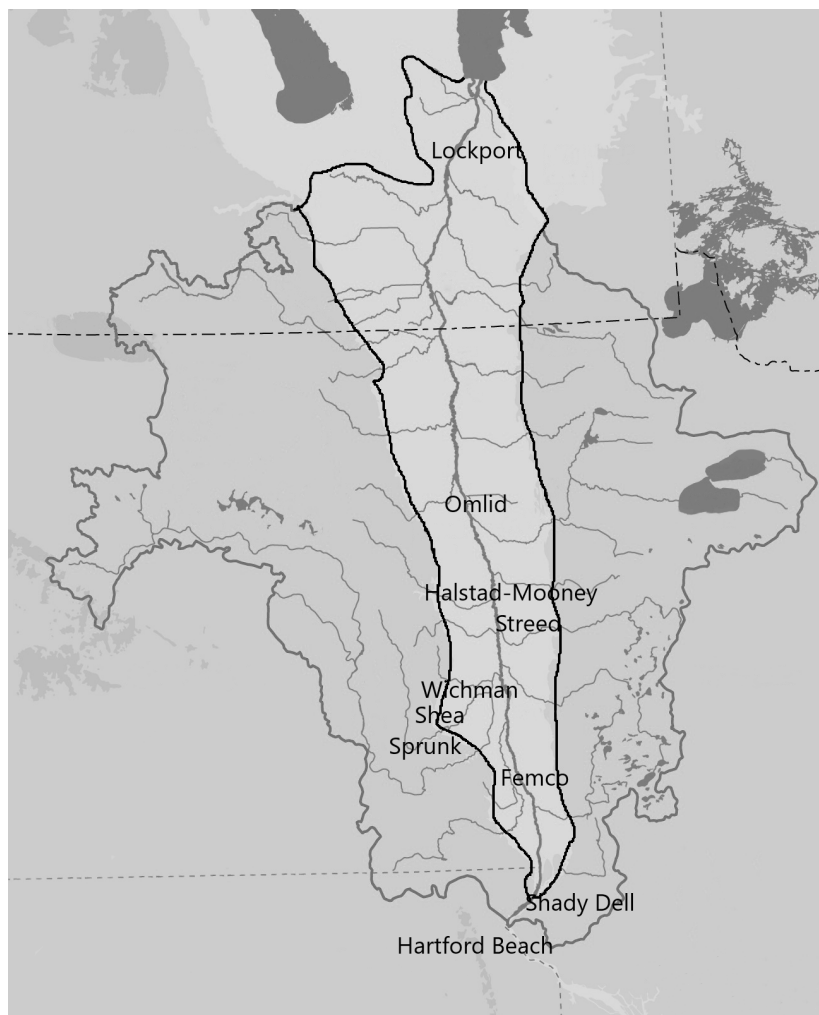 Lockport
Omlid
Halstad-Mooney
Streed
Wichman
Shea
Sprunk
Femco
Shady Dell
Hartford Beach